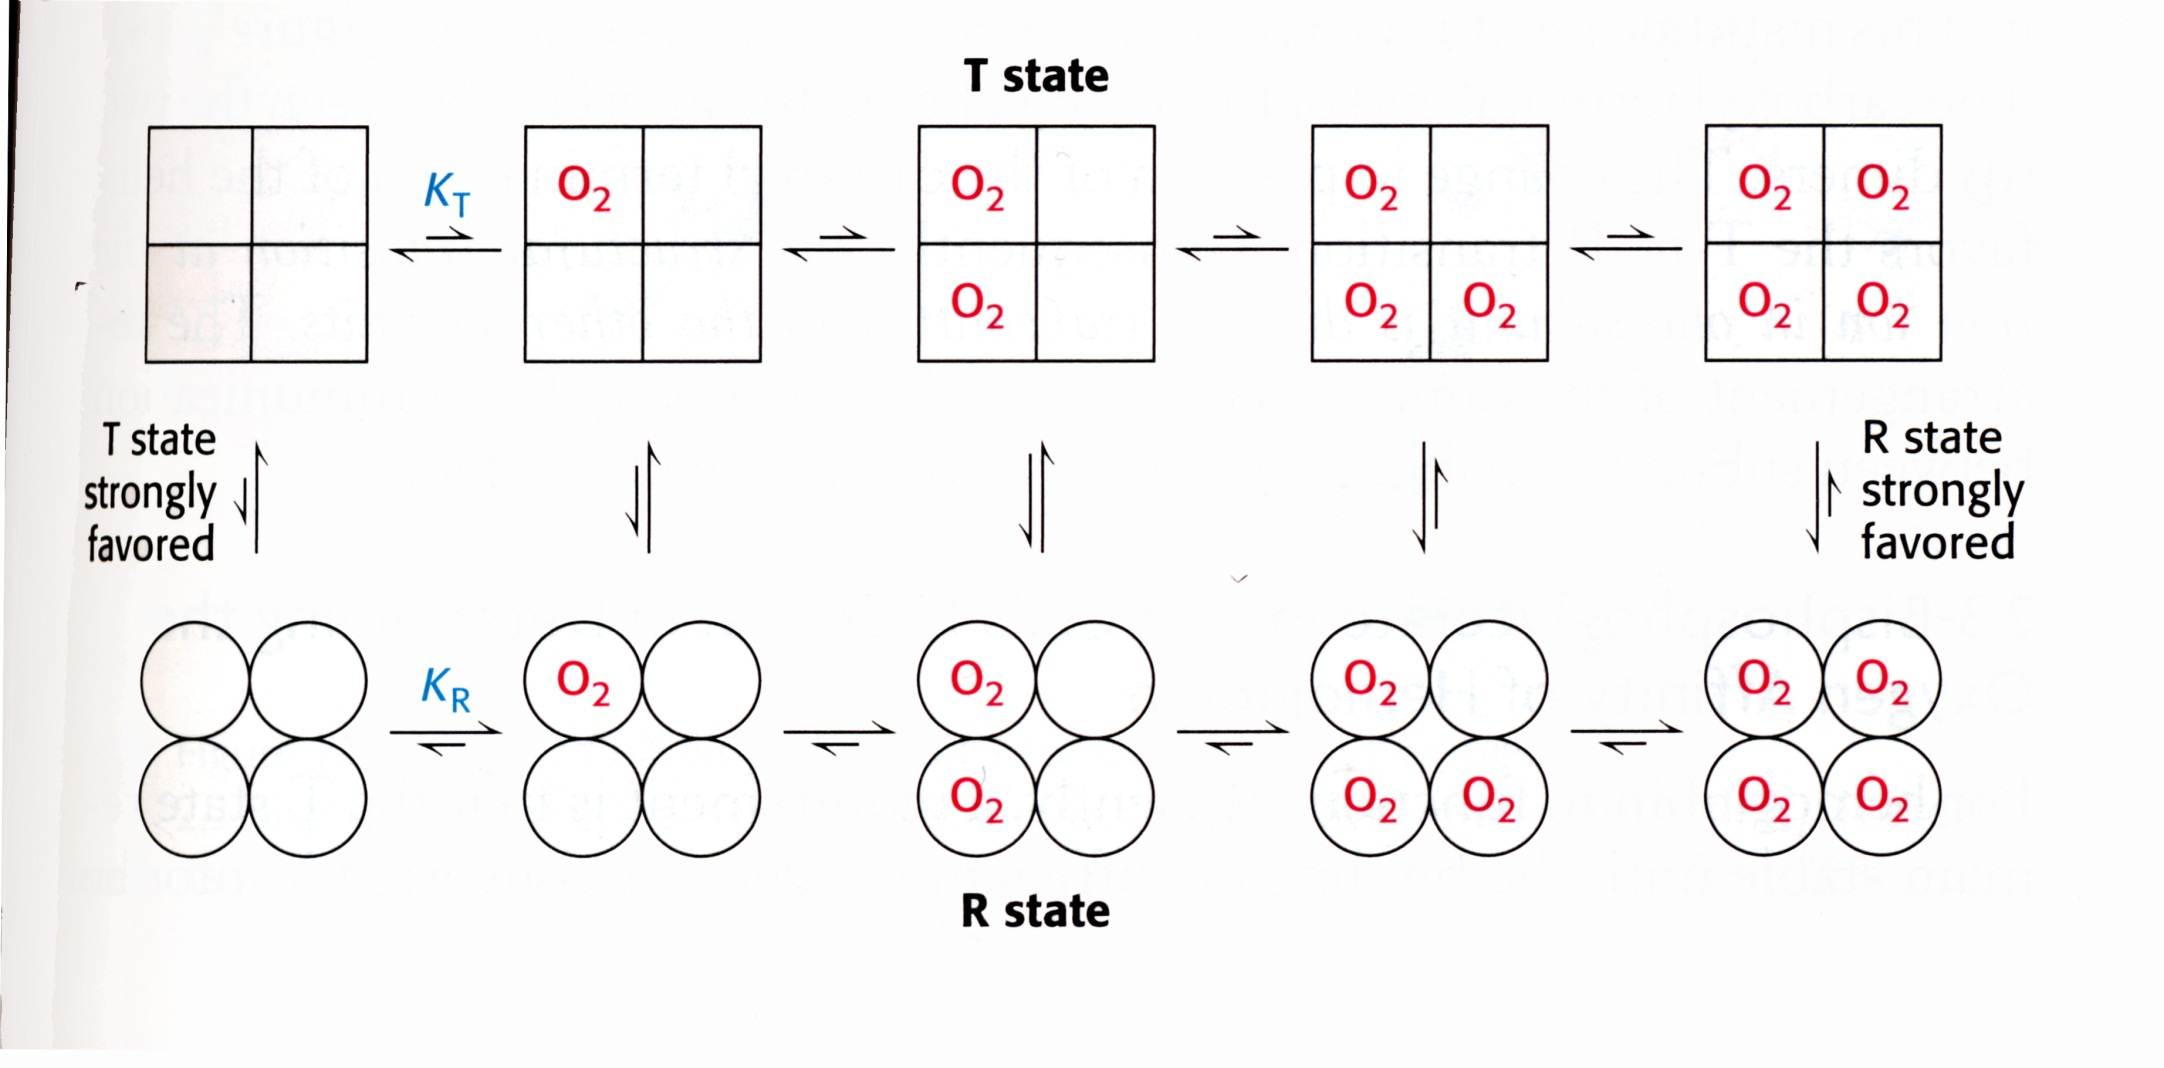 T state
K_T
O₂
O₂
O₂
O₂
O₂ O₂
O₂ O₂
O₂ O₂
T state
strongly
favored
R state
strongly
favored
K_R
O₂
O₂
O₂
O₂
O₂ O₂
O₂ O₂
O₂ O₂
R state